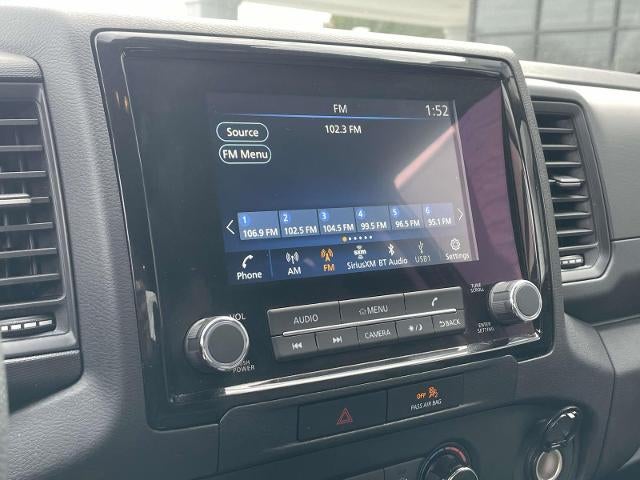 FM 1:52
Source
102.3 FM
FM Menu
1 2 3 4 5 6
106.9 FM 102.5 FM 104.5 FM 99.5 FM 96.5 FM 95.1 FM
Phone AM FM SiriusXM BT Audio USB1 Settings
VOL
PUSH
POWER
AUDIO MENU
CAMERA BACK
TUNE
SCROLL
ENTER
SETTING
OFF
PASS AIR BAG